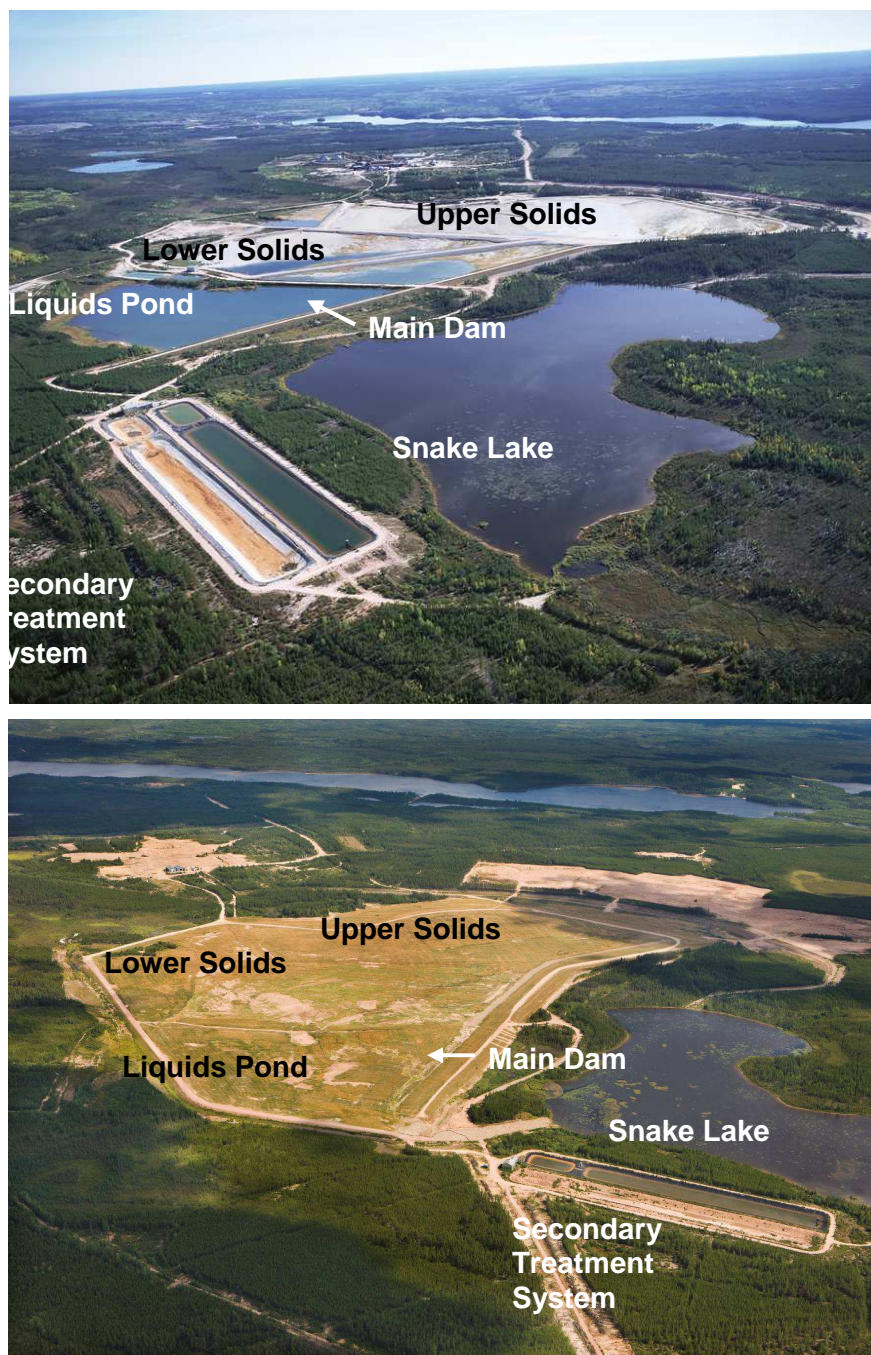 Upper Solids
Lower Solids
Liquids Pond
Main Dam
Snake Lake
econdary
reatment
ystem
Upper Solids
Lower Solids
Liquids Pond
Main Dam
Snake Lake
Secondary
Treatment
System